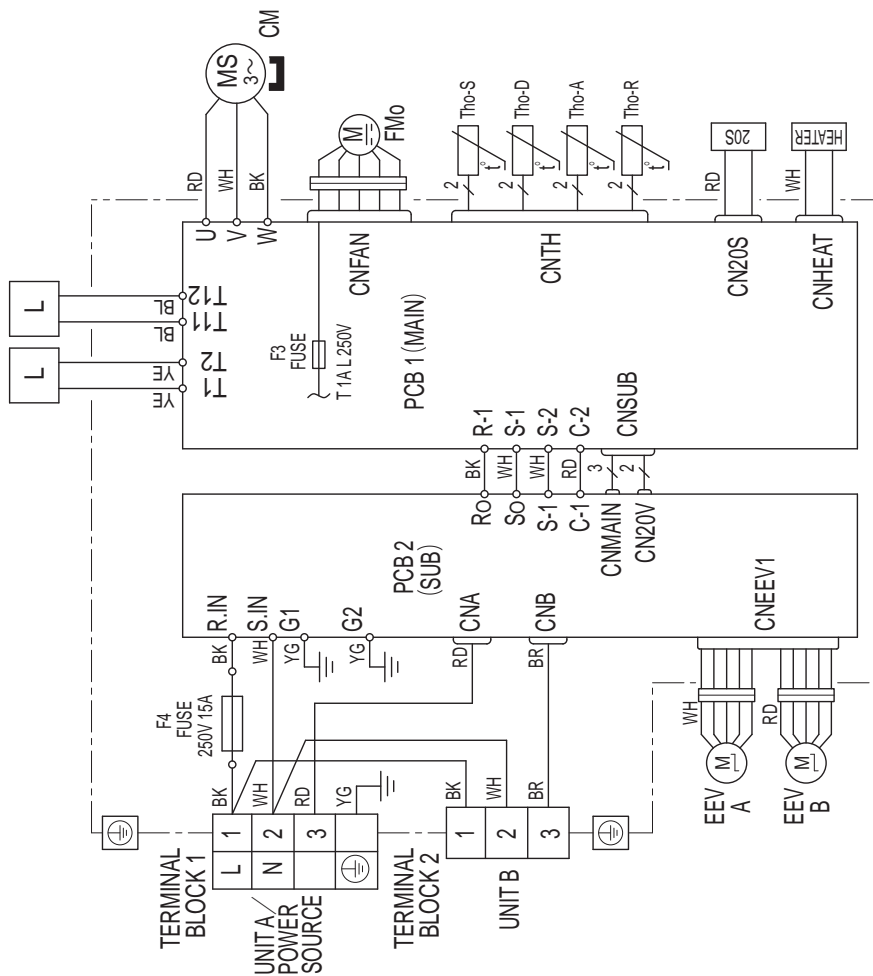 MS
3~
CM
RD
WH
BK
U
V
W
M
FMo
Tho-S
Tho-D
Tho-A
Tho-R
t°
t°
t°
t°
2
2
2
2
20S
HEATER
RD
WH
L
L
BL
BL
YE
YE
T12
T11
T2
T1
CNFAN
CNTH
CN20S
CNHEAT
F3
FUSE
T 1A L 250V
PCB 1 (MAIN)
R-1
S-1
S-2
C-2
CNSUB
BK
WH
WH
RD
3
2
Ro
So
S-1
C-1
CNMAIN
CN20V
PCB 2
(SUB)
R.IN
S.IN
G1
G2
CNA
CNB
CNEEV1
BK
WH
YG
YG
RD
BR
F4
FUSE
250V 15A
BK
WH
RD
YG
BK
WH
BR
WH
RD
M
M
EEV
A
EEV
B
1
2
3
L
N
1
2
3
TERMINAL
BLOCK 1
UNIT A/
POWER
SOURCE
TERMINAL
BLOCK 2
UNIT B